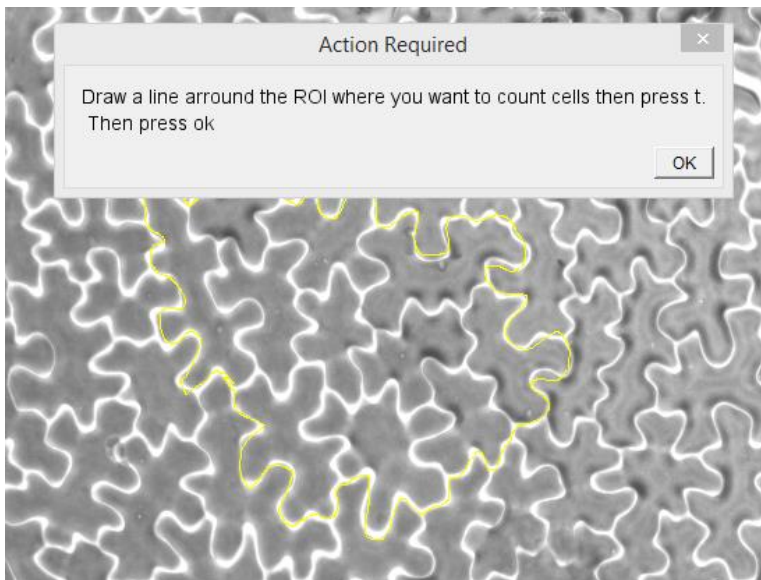 Action Required
Draw a line arround the ROI where you want to count cells then press t.
Then press ok
OK